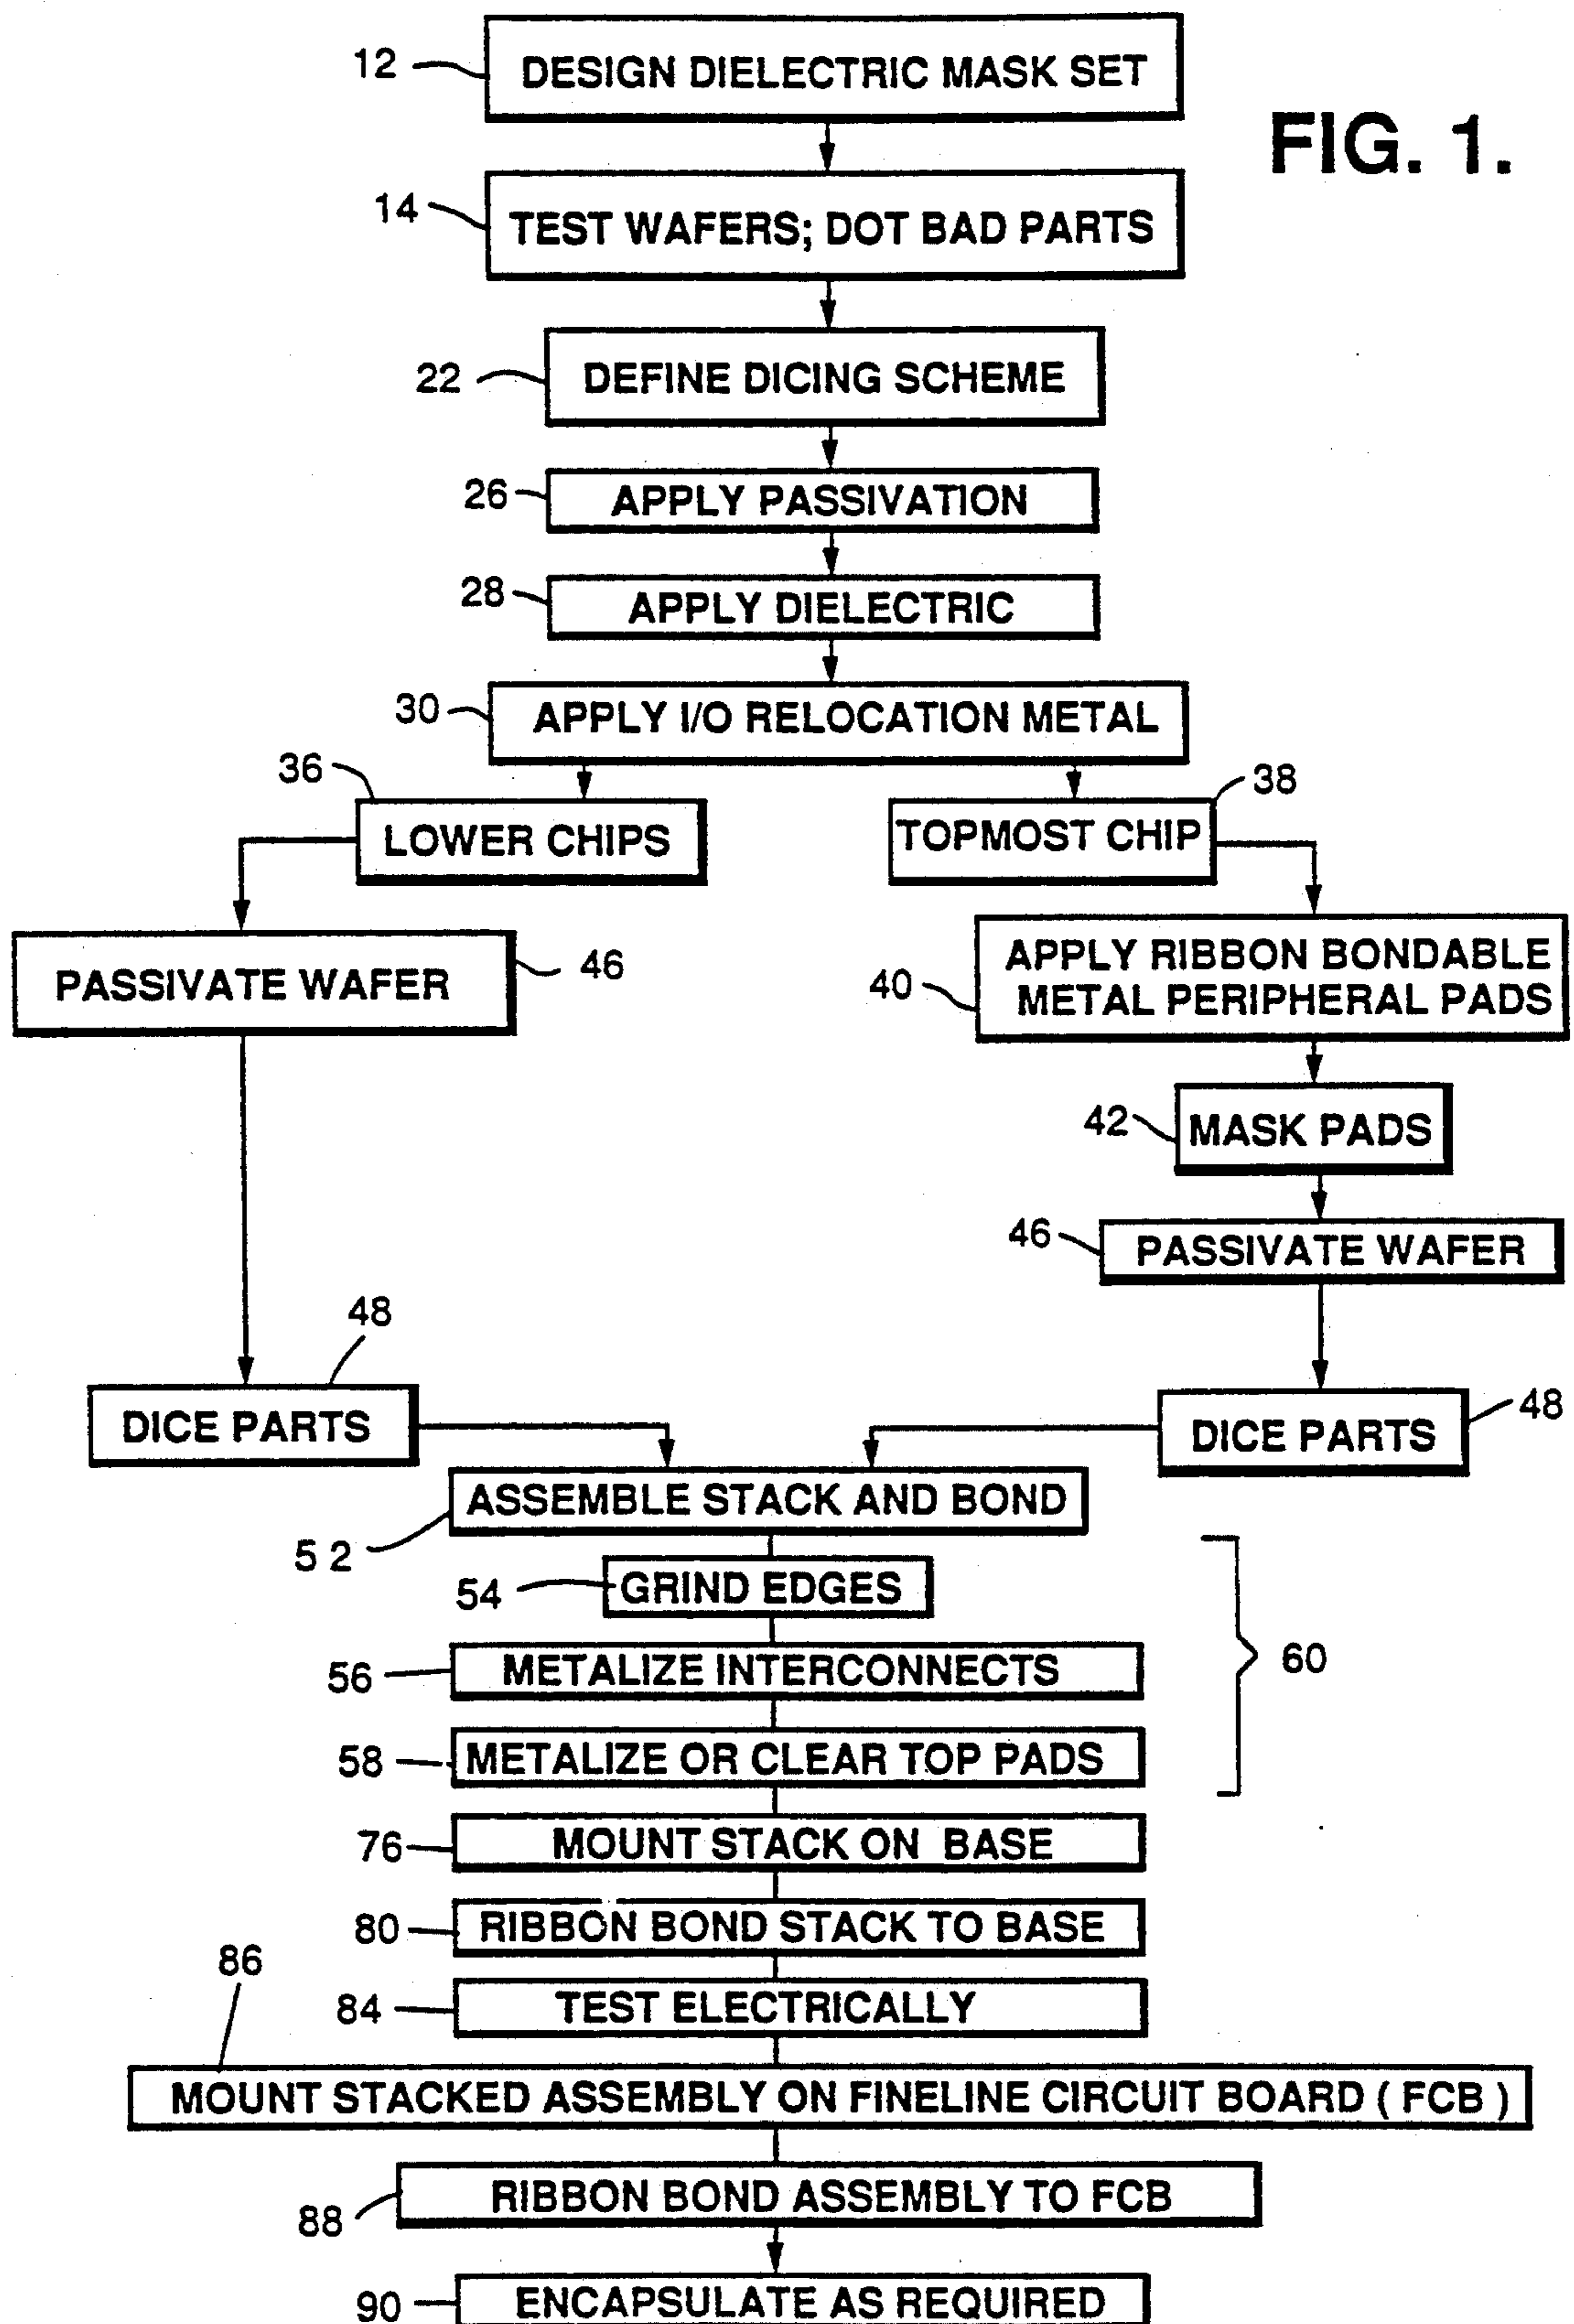 12
DESIGN DIELECTRIC MASK SET
FIG. 1.
14
TEST WAFERS; DOT BAD PARTS
22
DEFINE DICING SCHEME
26
APPLY PASSIVATION
28
APPLY DIELECTRIC
30
APPLY I/O RELOCATION METAL
36
LOWER CHIPS
38
TOPMOST CHIP
PASSIVATE WAFER
46
40
APPLY RIBBON BONDABLE
METAL PERIPHERAL PADS
42
MASK PADS
46
PASSIVATE WAFER
48
DICE PARTS
48
DICE PARTS
52
ASSEMBLE STACK AND BOND
54
GRIND EDGES
56
METALIZE INTERCONNECTS
60
58
METALIZE OR CLEAR TOP PADS
76
MOUNT STACK ON BASE
80
RIBBON BOND STACK TO BASE
84
TEST ELECTRICALLY
86
MOUNT STACKED ASSEMBLY ON FINELINE CIRCUIT BOARD ( FCB )
88
RIBBON BOND ASSEMBLY TO FCB
90
ENCAPSULATE AS REQUIRED